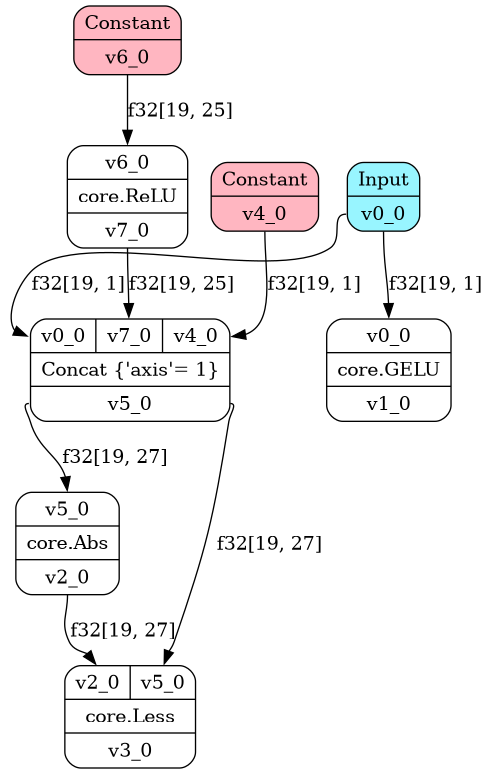 Constant
v6_0
f32[19, 25]
v6_0
core.ReLU
v7_0
Constant
v4_0
Input
v0_0
f32[19, 1]
f32[19, 25]
f32[19, 1]
f32[19, 1]
v0_0 v7_0 v4_0
Concat {'axis'= 1}
v5_0
v0_0
core.GELU
v1_0
f32[19, 27]
v5_0
core.Abs
v2_0
f32[19, 27]
f32[19, 27]
v2_0 v5_0
core.Less
v3_0